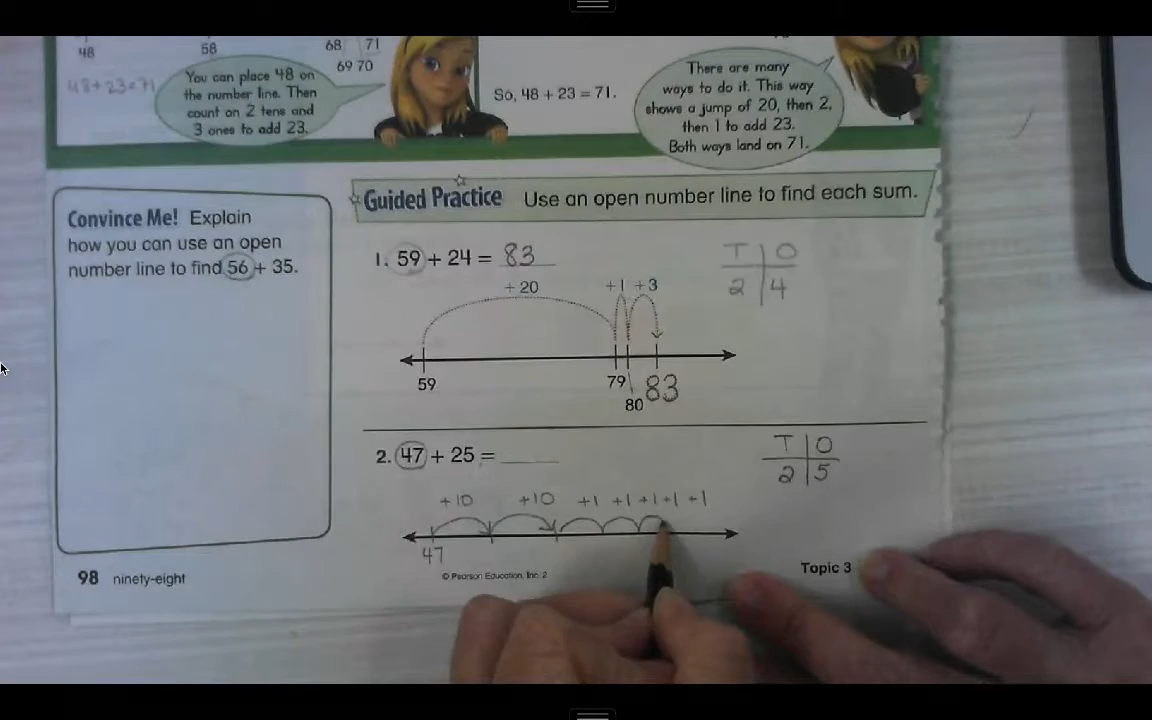 48
58
68 71
69 70
48+23=71
You can place 48 on
the number line. Then
count on 2 tens and
3 ones to add 23.
So, 48 + 23 = 71.
There are many
ways to do it. This way
shows a jump of 20, then 2,
then 1 to add 23.
Both ways land on 71.
Convince Me! Explain
how you can use an open
number line to find 56 + 35.
Guided Practice Use an open number line to find each sum.
1. 59 + 24 = 83
T O
2 4
+20 +1 +3
59 79 80 83
2. 47 + 25 =
T O
2 5
+10 +10 +1 +1 +1 +1 +1
47
98 ninety-eight
© Pearson Education, Inc. 2
Topic 3